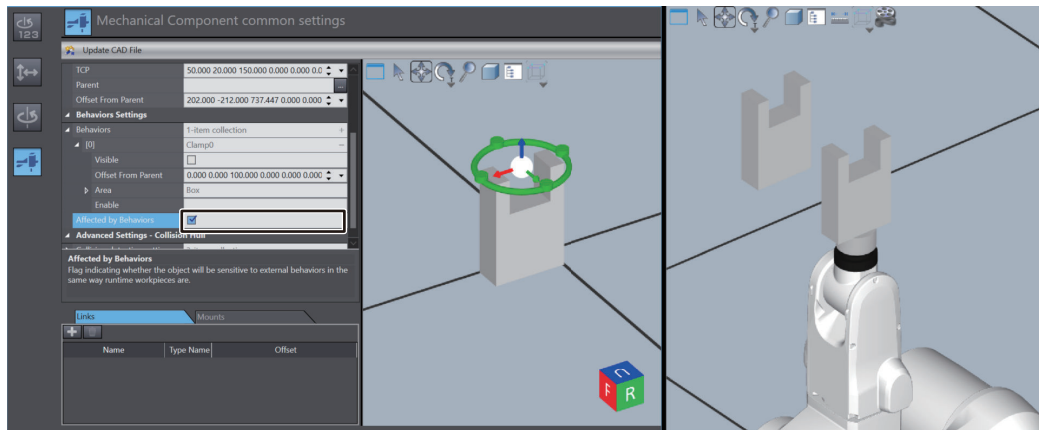 123
Mechanical Component common settings
Update CAD File
TCP 50.000 20.000 150.000 0.000 0.000 0.0
Parent ...
Offset From Parent 202.000 -212.000 737.447 0.000 0.000
Behaviors Settings
Behaviors 1-item collection +
[0] Clamp0 −
Visible
Offset From Parent 0.000 0.000 100.000 0.000 0.000 0.000
Area Box
Enable
Affected by Behaviors
Advanced Settings - Collision Hull
Affected by Behaviors
Flag indicating whether the object will be sensitive to external behaviors in the
same way runtime workpieces are.
Links Mounts
Name Type Name Offset
U
F R